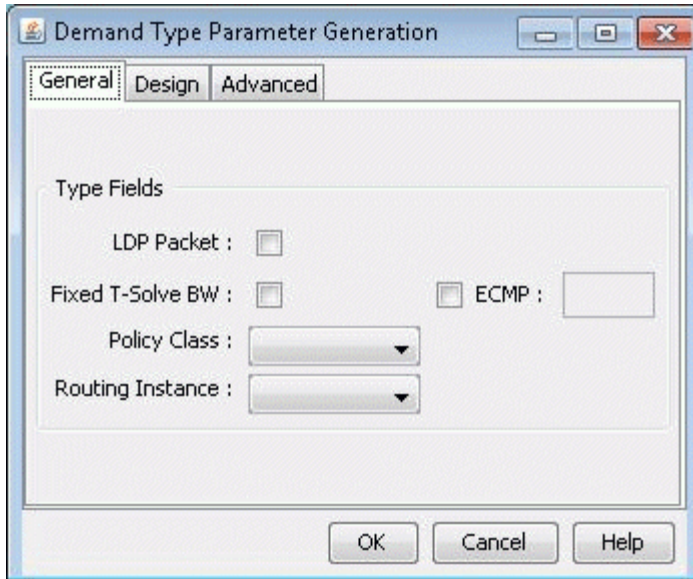 Demand Type Parameter Generation
General Design Advanced
Type Fields
LDP Packet :
Fixed T-Solve BW : ECMP :
Policy Class :
Routing Instance :
OK Cancel Help